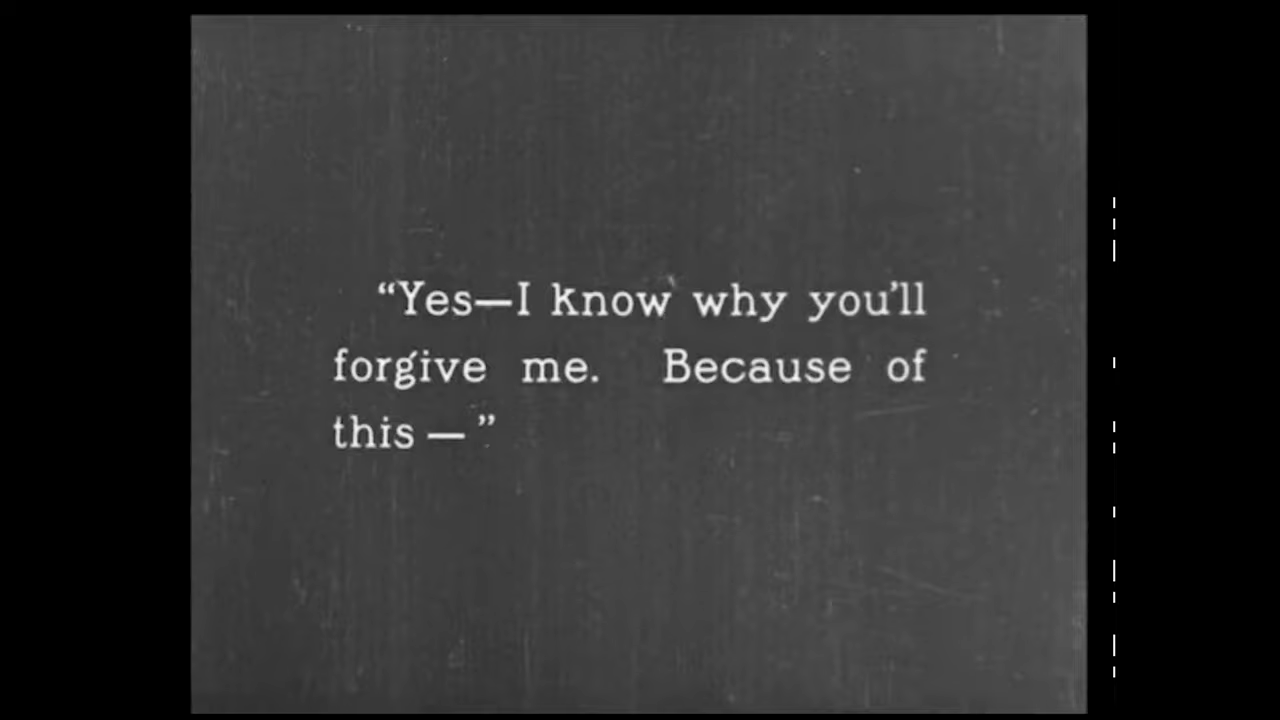 “Yes—I know why you’ll
forgive me. Because of
this — ”